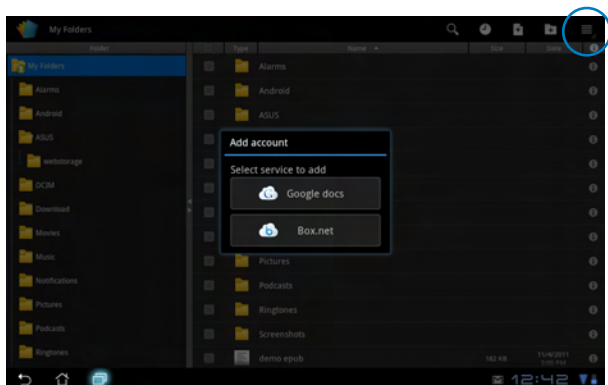 My Folders
Folder Type Name Size Date
My Folders
Alarms
Android
ASUS
webstorage
DCIM
Download
Movies
Music
Notifications
Pictures
Podcasts
Ringtones
Alarms
Android
ASUS
Add account
Select service to add
Google docs
Box.net
Pictures
Podcasts
Ringtones
Screenshots
demo epub 182 KB 11/4/2011
12:42